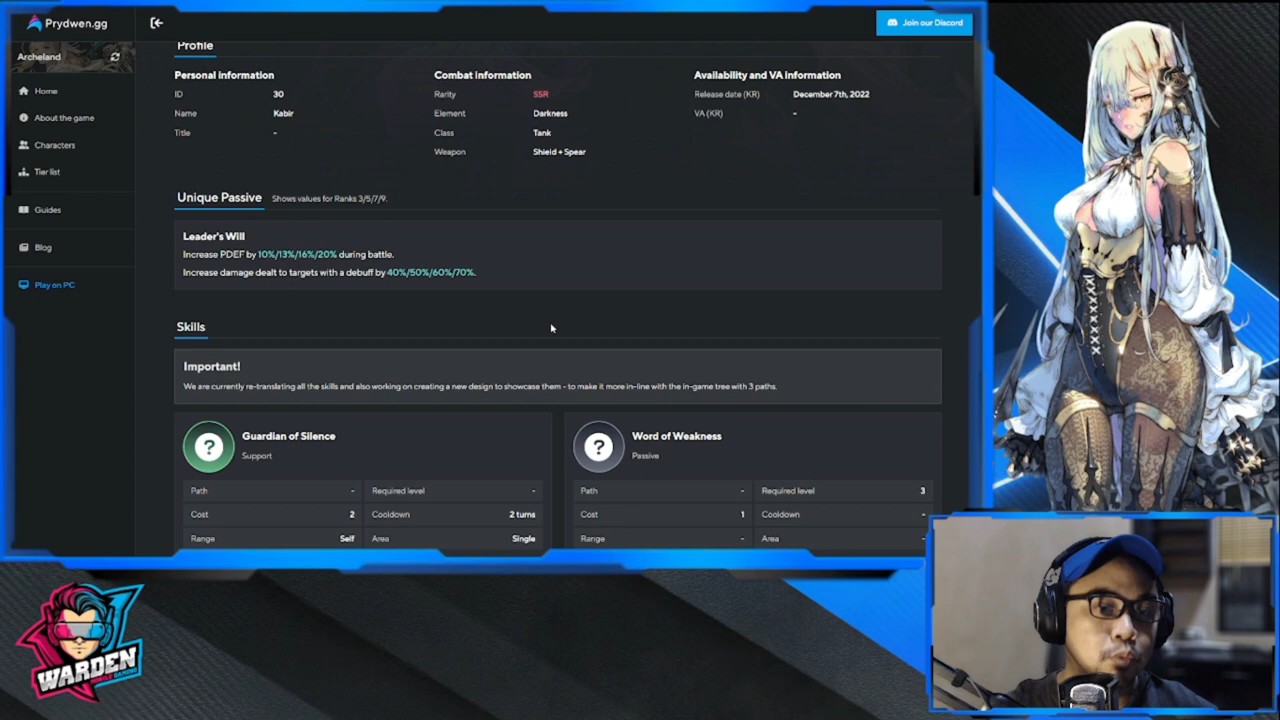 Prydwen.gg
Join our Discord
Archeland
Home
About the game
Characters
Tier list
Guides
Blog
Play on PC
Profile
Personal information
ID 30
Name Kabir
Title -
Combat information
Rarity SSR
Element Darkness
Class Tank
Weapon Shield + Spear
Availability and VA information
Release date (KR) December 7th, 2022
VA (KR) -
Unique Passive Shows values for Ranks 3/5/7/9.
Leader's Will
Increase PDEF by 10%/13%/16%/20% during battle.
Increase damage dealt to targets with a debuff by 40%/50%/60%/70%.
Skills
Important!
We are currently re-translating all the skills and also working on creating a new design to showcase them - to make it more in-line with the in-game tree with 3 paths.
?
Guardian of Silence
Support
Path - Required level -
Cost 2 Cooldown 2 turns
Range Self Area Single
?
Word of Weakness
Passive
Path - Required level 3
Cost 1 Cooldown -
Range - Area -
WARDEN
MOBILE GAMING